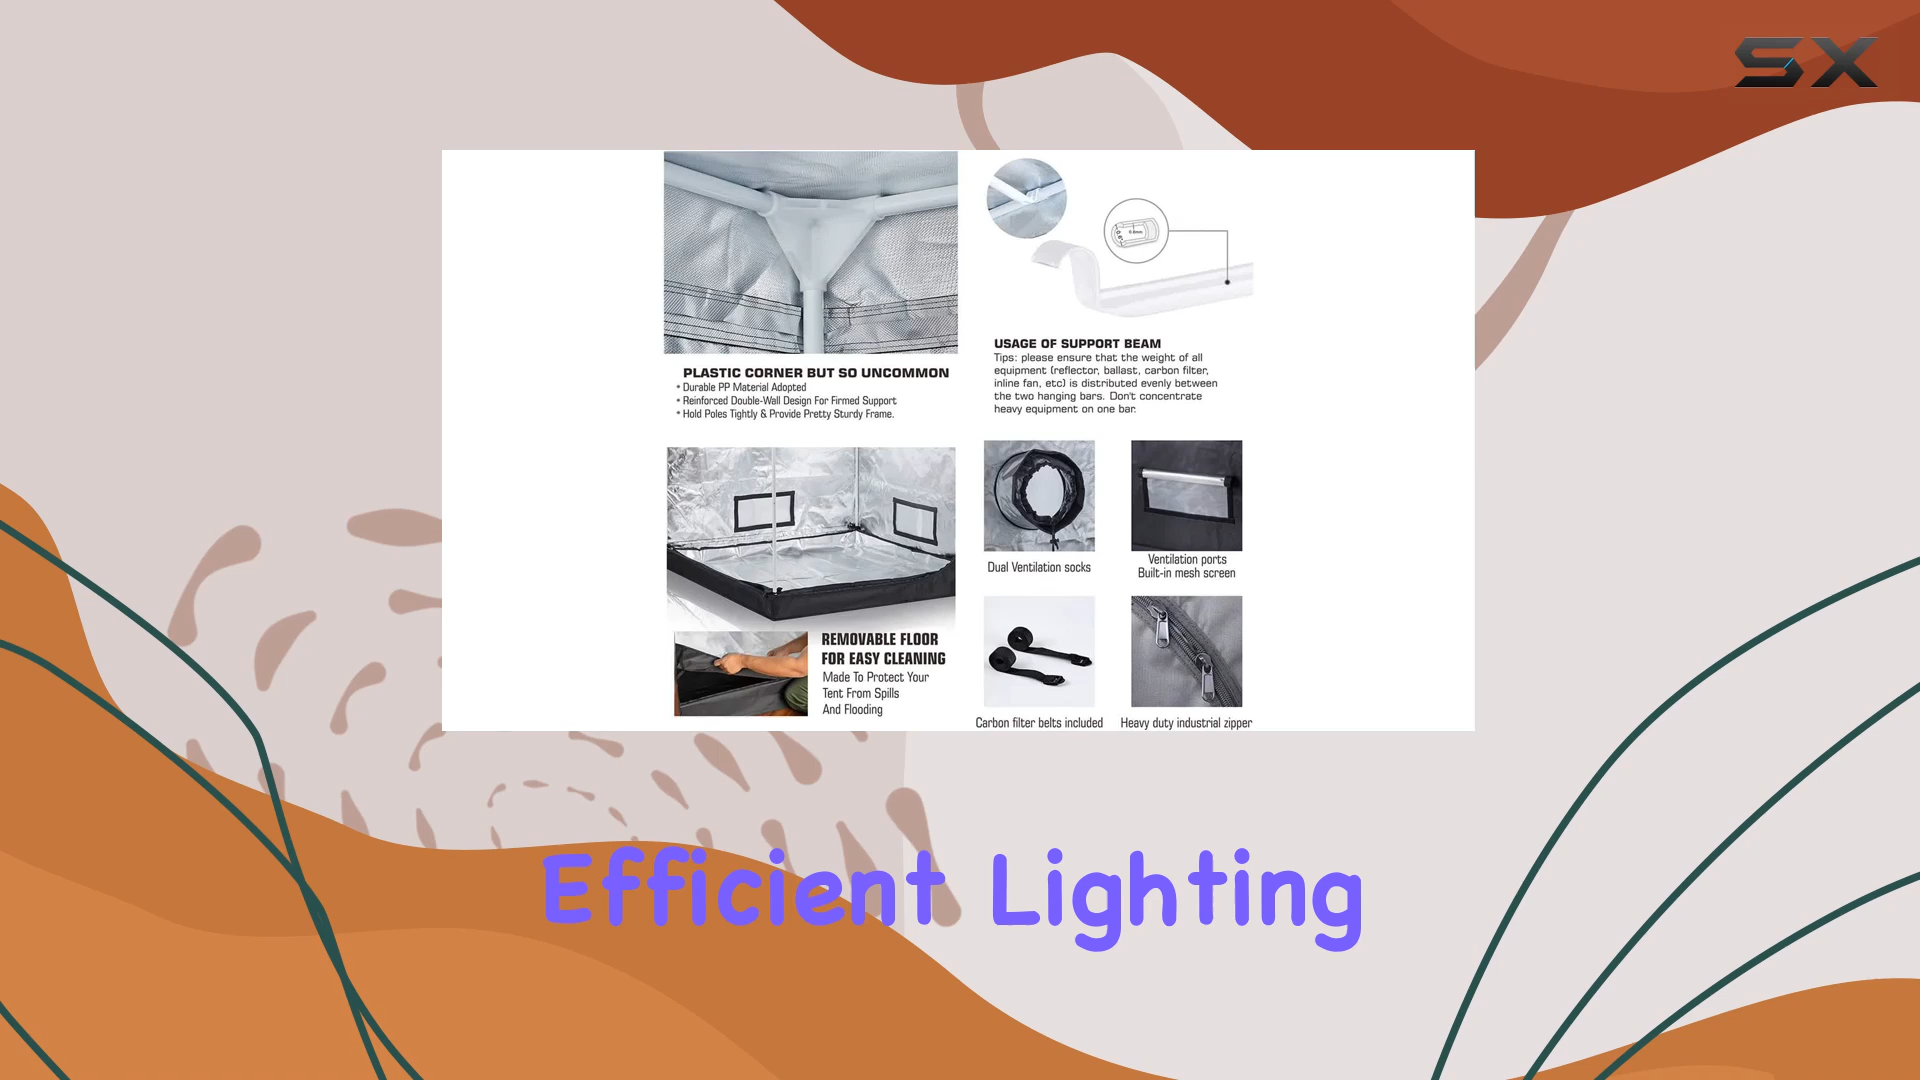 SX
PLASTIC CORNER BUT SO UNCOMMON
• Durable PP Material Adopted
• Reinforced Double-Wall Design For Firmed Support
• Hold Poles Tightly & Provide Pretty Sturdy Frame.
USAGE OF SUPPORT BEAM
Tips: please ensure that the weight of all
equipment (reflector, ballast, carbon filter,
inline fan, etc) is distributed evenly between
the two hanging bars. Don't concentrate
heavy equipment on one bar.
REMOVABLE FLOOR
FOR EASY CLEANING
Made To Protect Your
Tent From Spills
And Flooding
Dual Ventilation socks
Ventilation ports
Built-in mesh screen
Carbon filter belts included
Heavy duty industrial zipper
Efficient Lighting